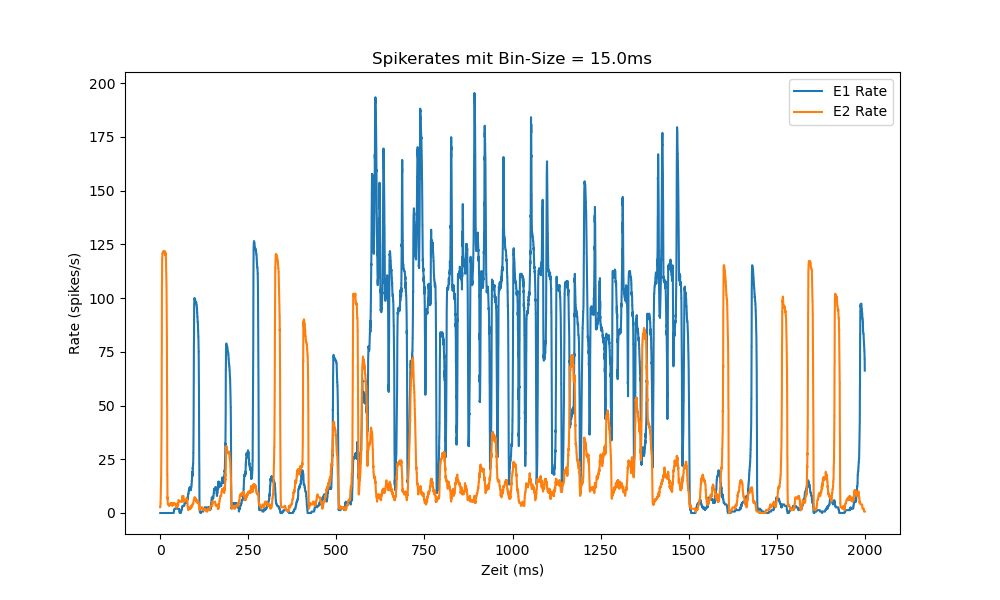 Spikerates mit Bin-Size = 15.0ms
E1 Rate
E2 Rate
Rate (spikes/s)
200
175
150
125
100
75
50
25
0
0 250 500 750 1000 1250 1500 1750 2000
Zeit (ms)